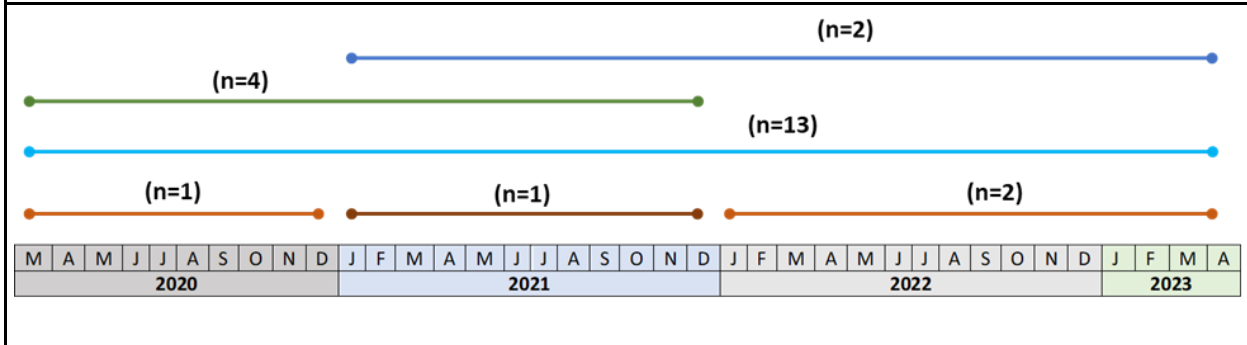 (n=2)
(n=4)
(n=13)
(n=1) (n=1) (n=2)
M A M J J A S O N D J F M A M J J A S O N D J F M A M J J A S O N D J F M A
2020 2021 2022 2023